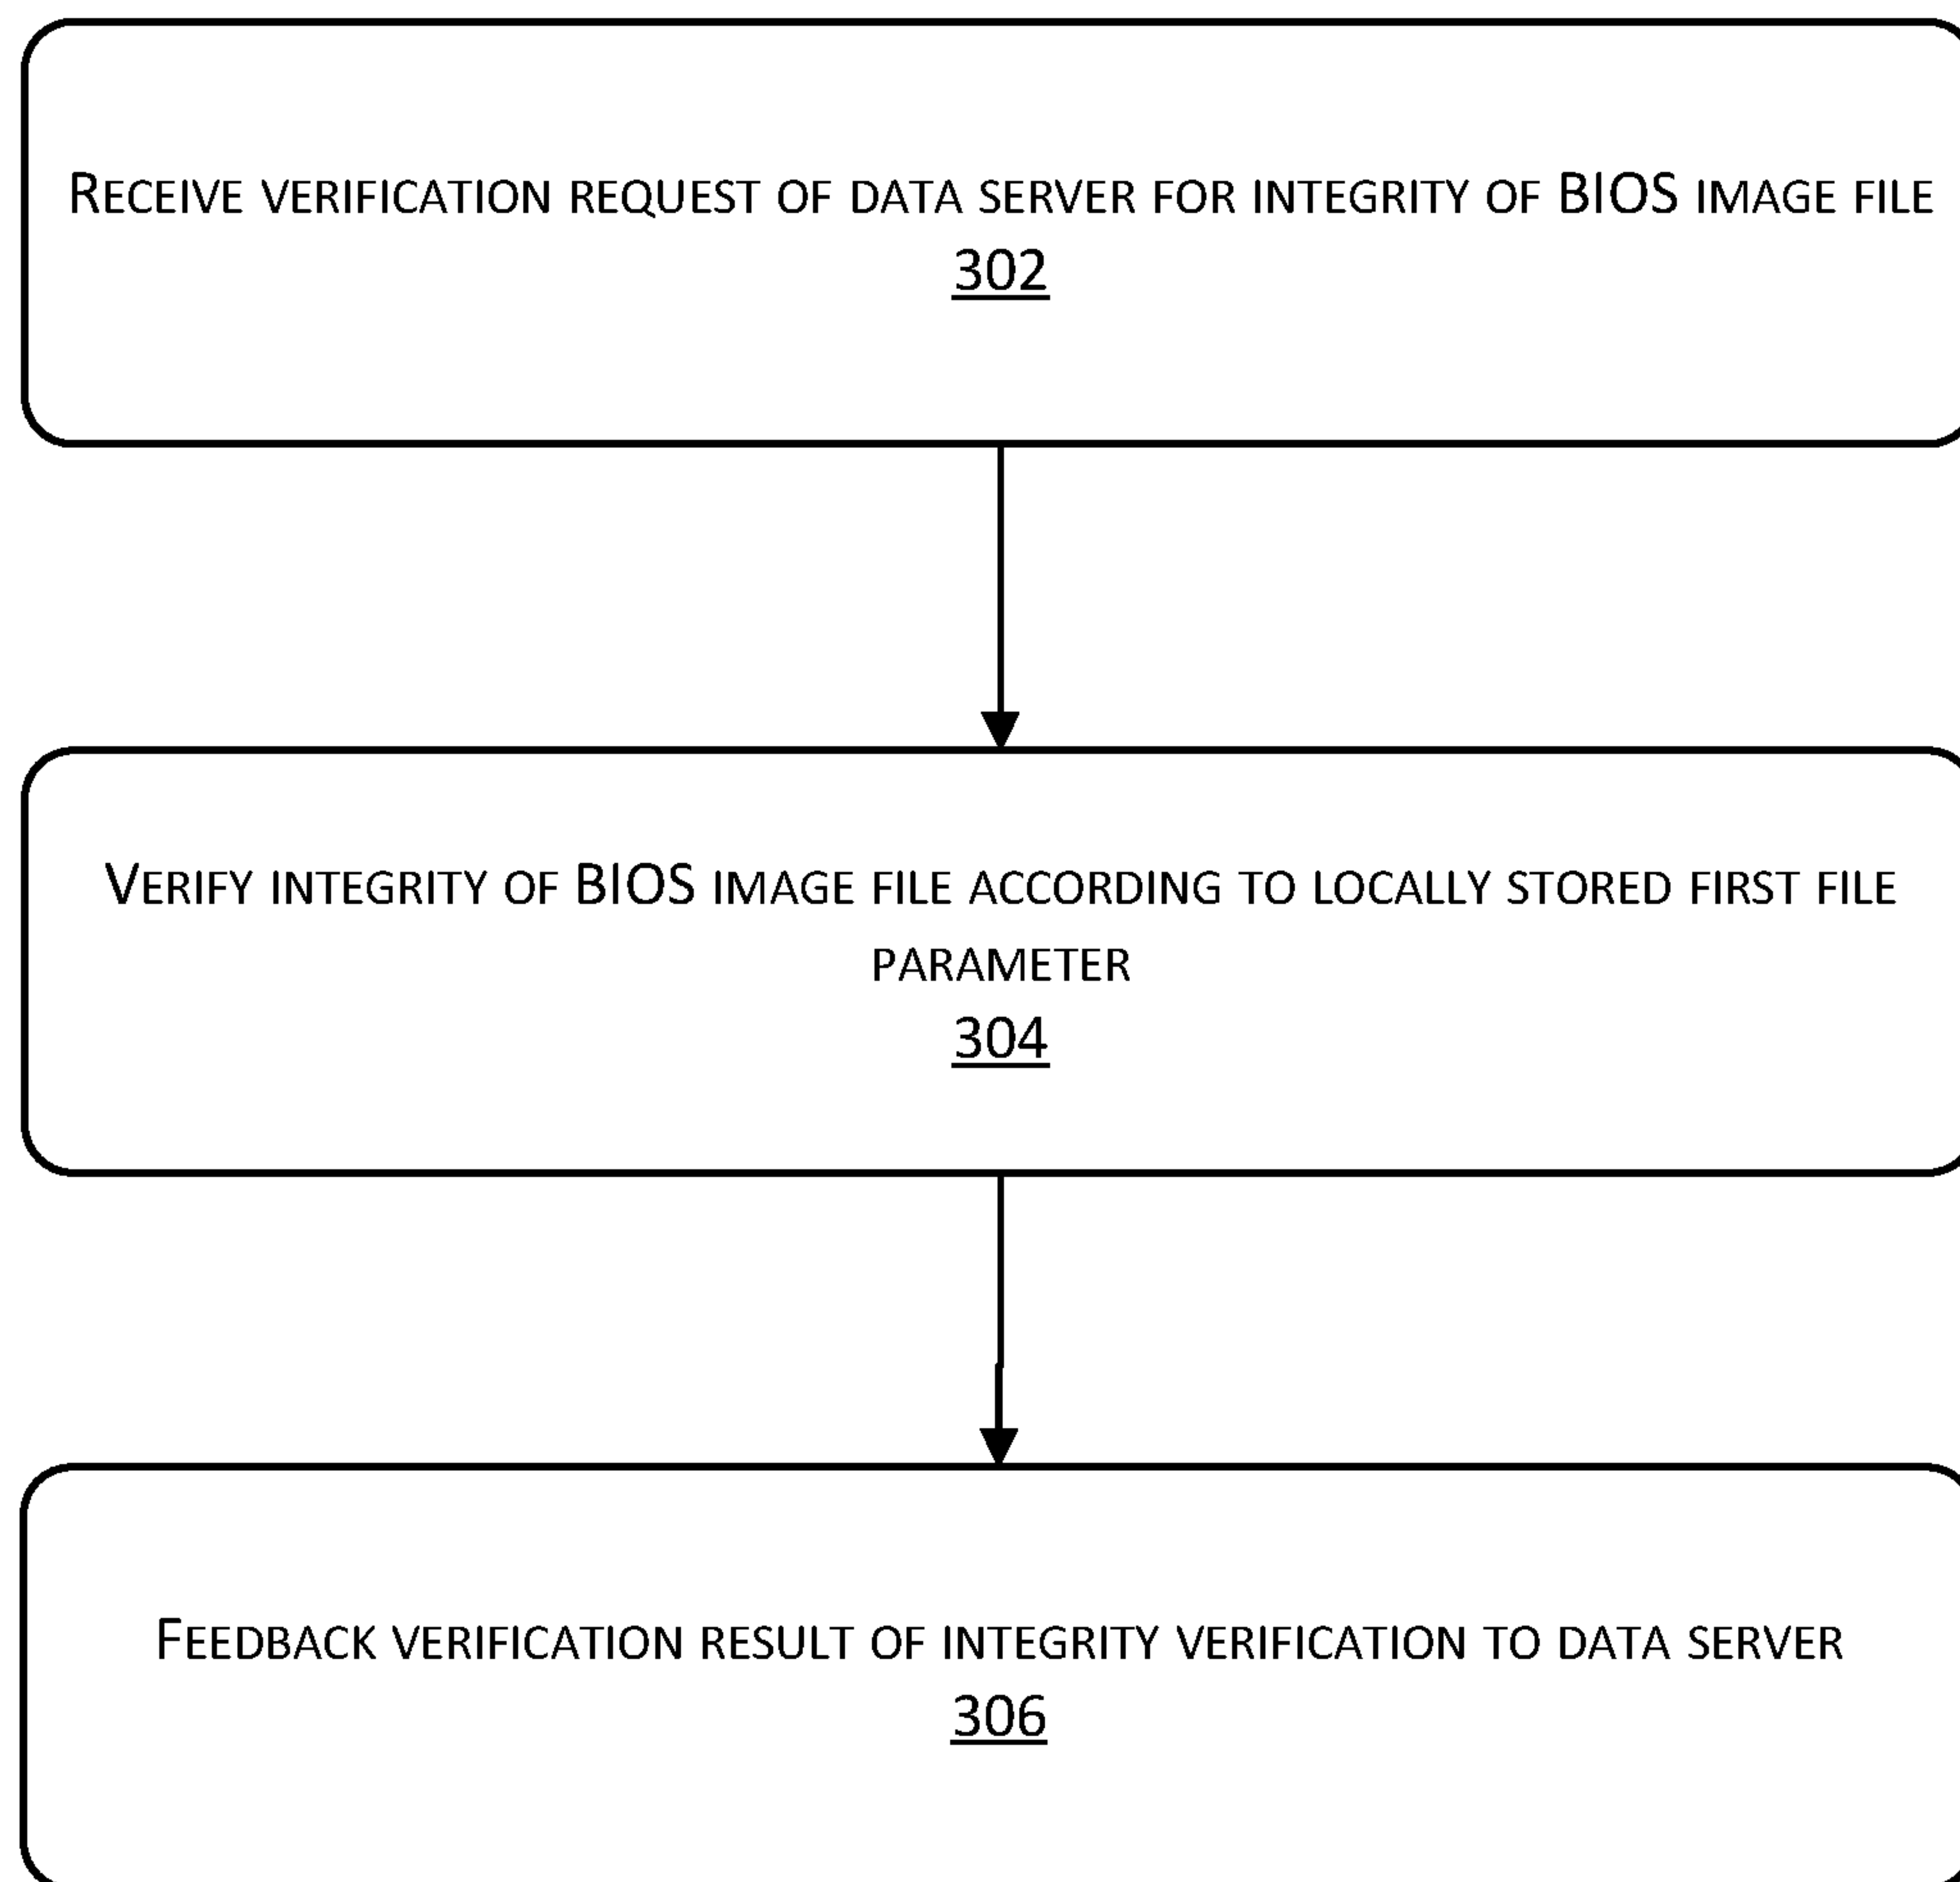 Receive verification request of data server for integrity of BIOS image file
302
Verify integrity of BIOS image file according to locally stored first file
parameter
304
Feedback verification result of integrity verification to data server
306